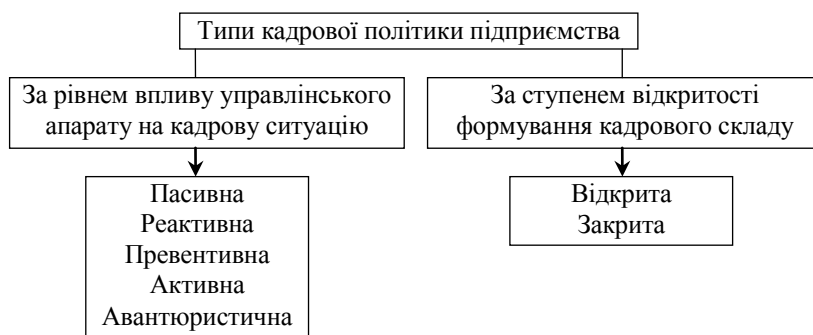 Типи кадрової політики підприємства
За рівнем впливу управлінського
апарату на кадрову ситуацію
За ступенем відкритості
формування кадрового складу
Пасивна
Реактивна
Превентивна
Активна
Авантюристична
Відкрита
Закрита